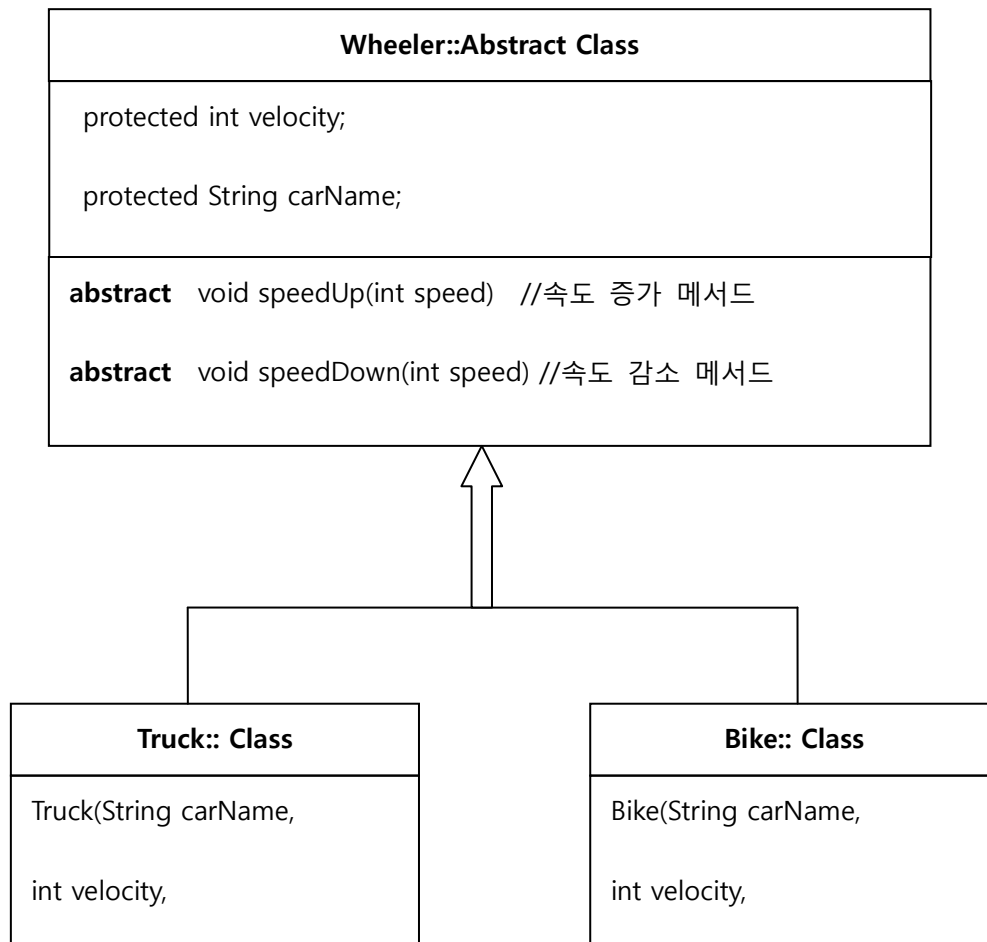 Wheeler::Abstract Class
protected int velocity;
protected String carName;
abstract void speedUp(int speed) //속도 증가 메서드
abstract void speedDown(int speed) //속도 감소 메서드
Truck:: Class
Truck(String carName,
int velocity,
Bike:: Class
Bike(String carName,
int velocity,